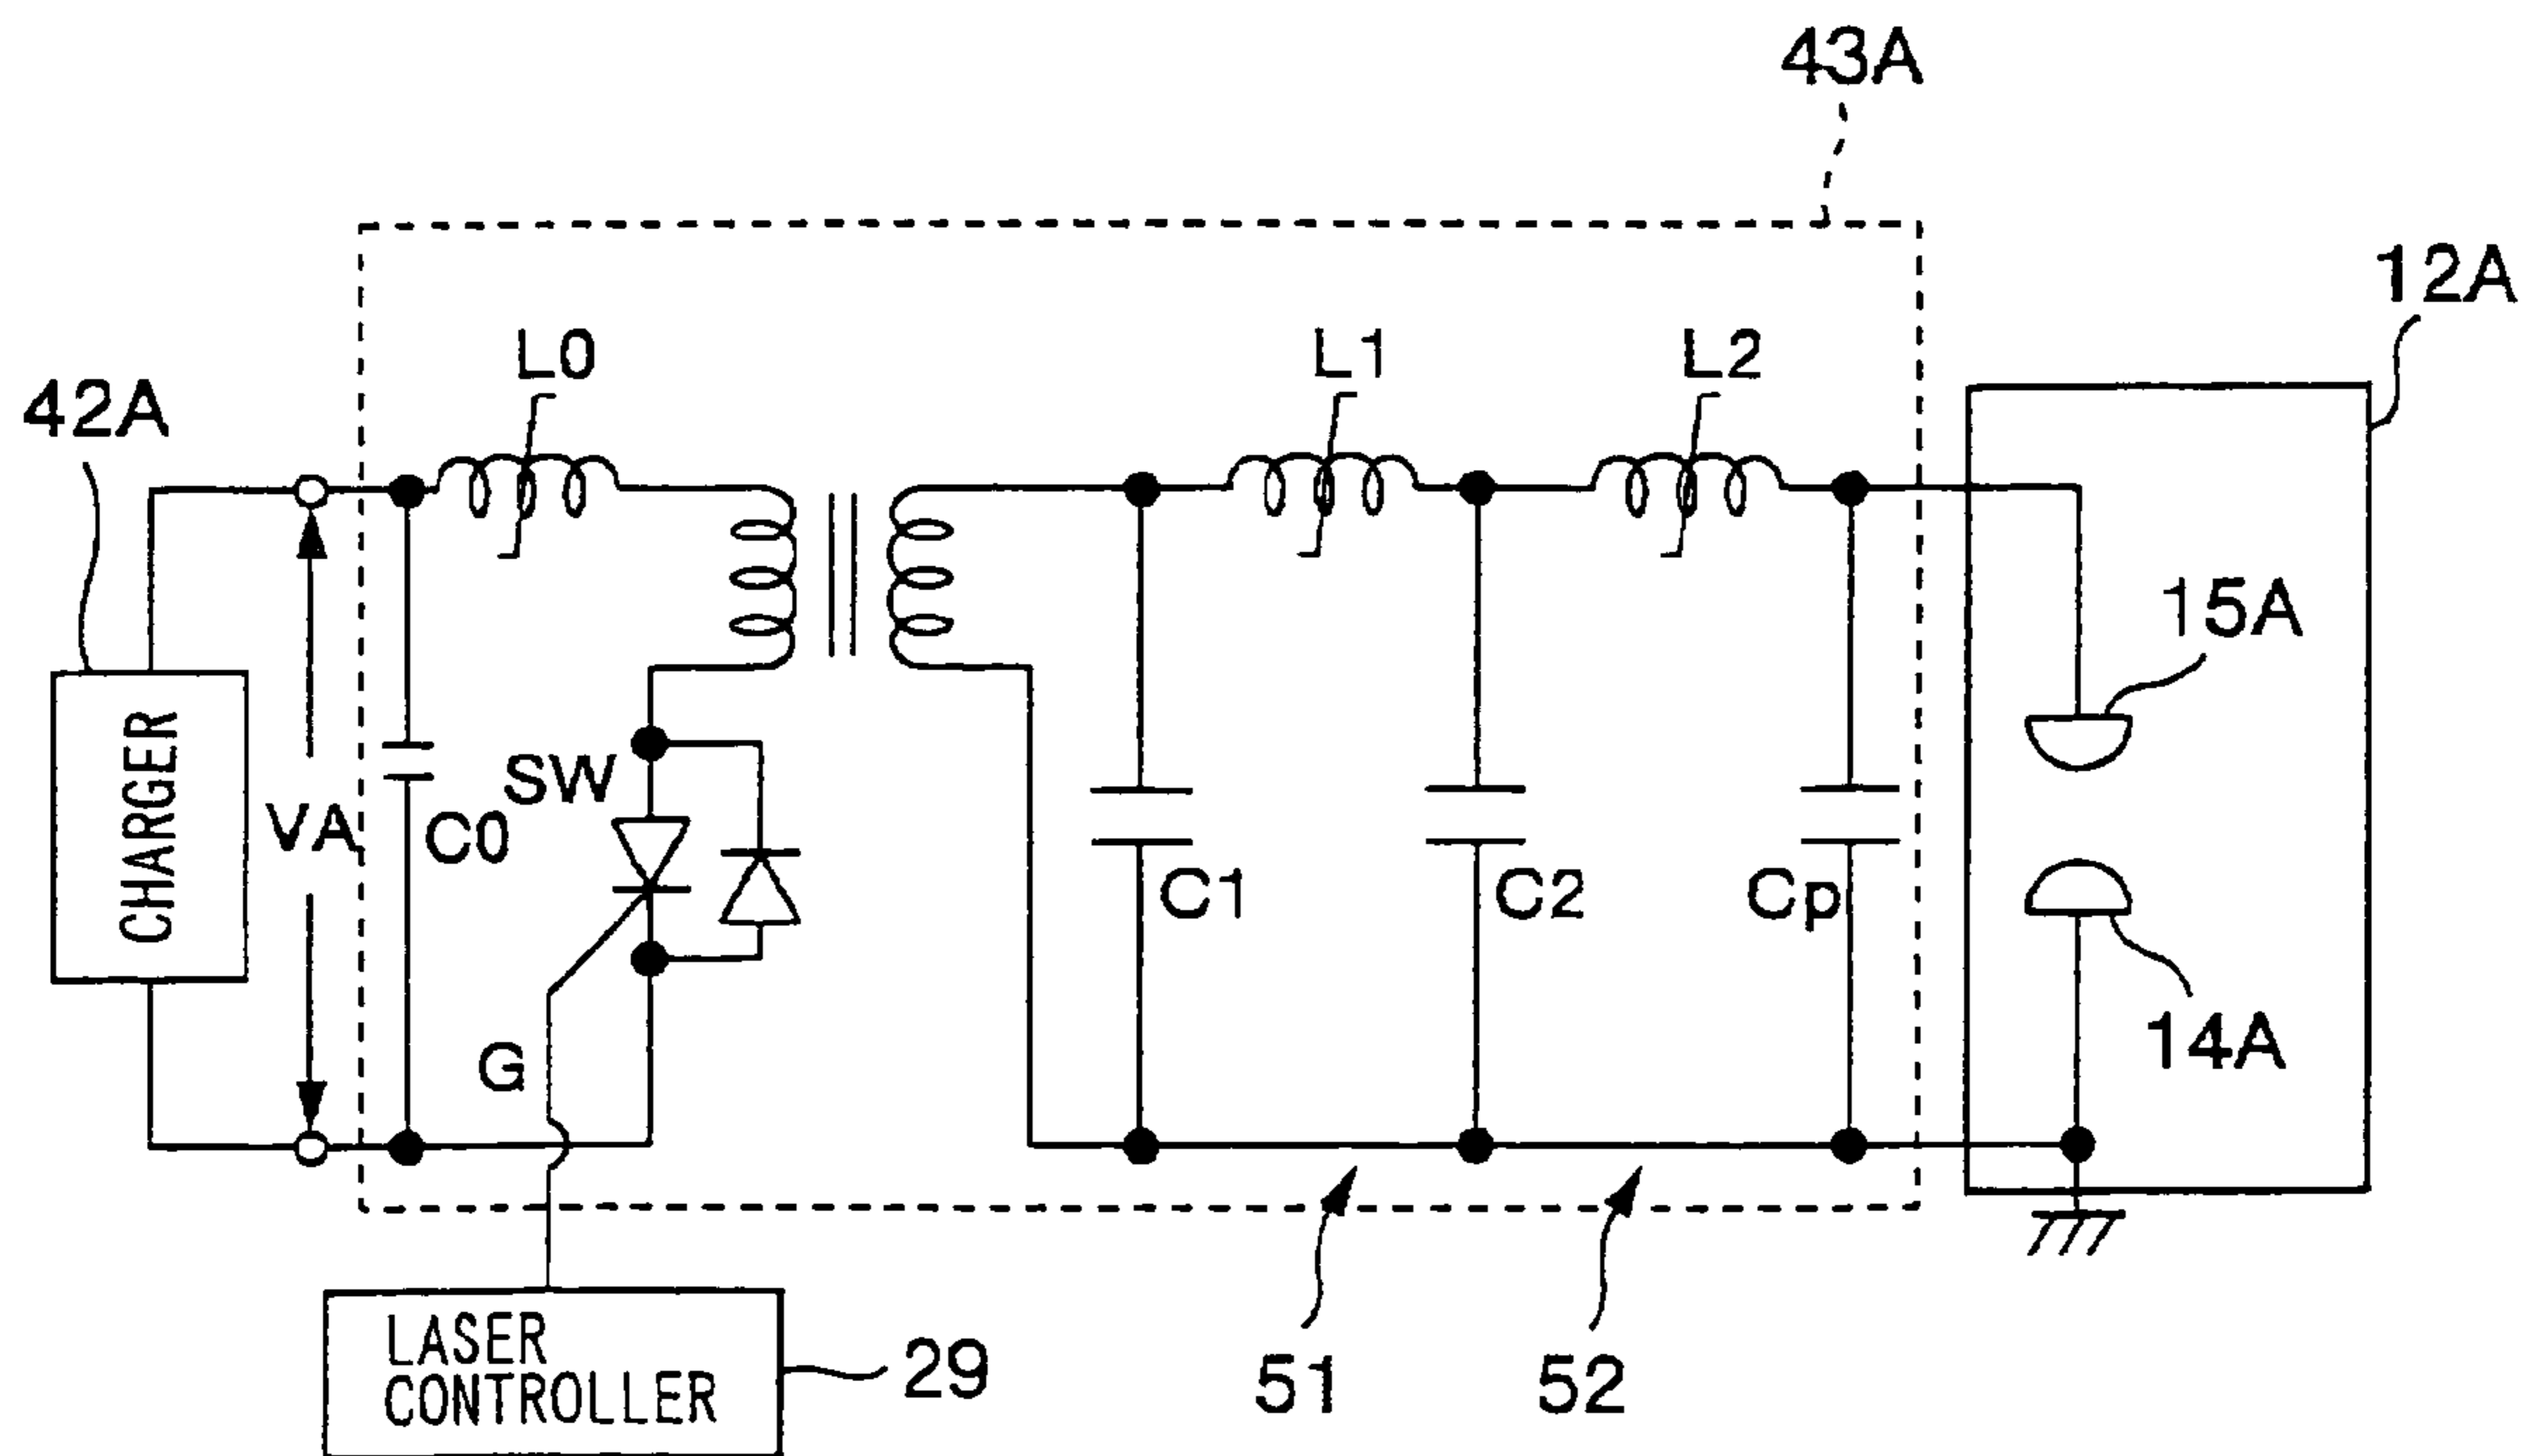 43A
12A
L0
L1
L2
42A
15A
CHARGER
VA
C0
SW
C1
C2
Cp
14A
G
LASER
CONTROLLER
29
51
52